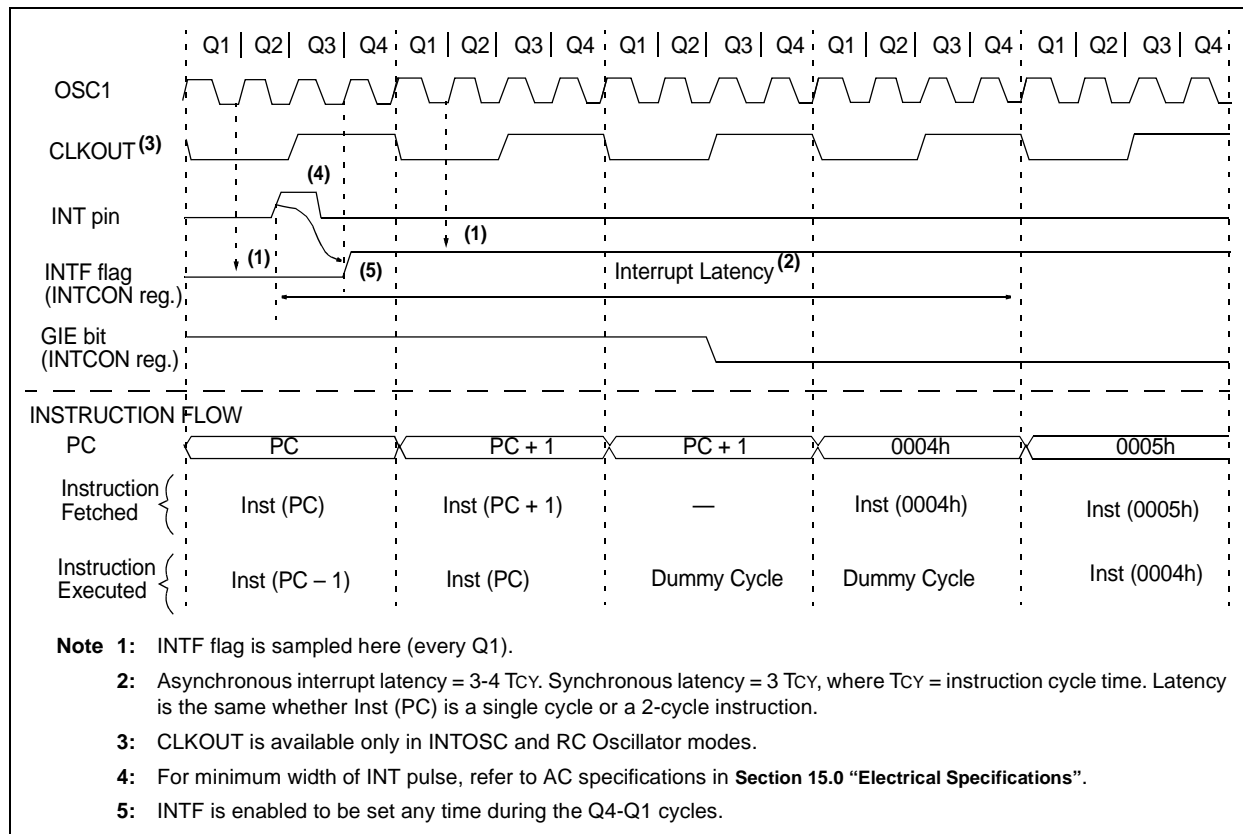 Q1 | Q2 | Q3 | Q4 Q1 | Q2 | Q3 | Q4 Q1 | Q2 | Q3 | Q4 Q1 | Q2 | Q3 | Q4 Q1 | Q2 | Q3 | Q4
OSC1
CLKOUT (3)
(4)
INT pin
(1)
(1)
INTF flag
(INTCON reg.)
(5)
Interrupt Latency (2)
GIE bit
(INTCON reg.)
INSTRUCTION FLOW
PC PC PC + 1 PC + 1 0004h 0005h
Instruction
Fetched
Inst (PC) Inst (PC + 1) — Inst (0004h) Inst (0005h)
Instruction
Executed
Inst (PC – 1) Inst (PC) Dummy Cycle Dummy Cycle Inst (0004h)
Note 1: INTF flag is sampled here (every Q1).
2: Asynchronous interrupt latency = 3-4 TCY. Synchronous latency = 3 TCY, where TCY = instruction cycle time. Latency
is the same whether Inst (PC) is a single cycle or a 2-cycle instruction.
3: CLKOUT is available only in INTOSC and RC Oscillator modes.
4: For minimum width of INT pulse, refer to AC specifications in Section 15.0 “Electrical Specifications”.
5: INTF is enabled to be set any time during the Q4-Q1 cycles.